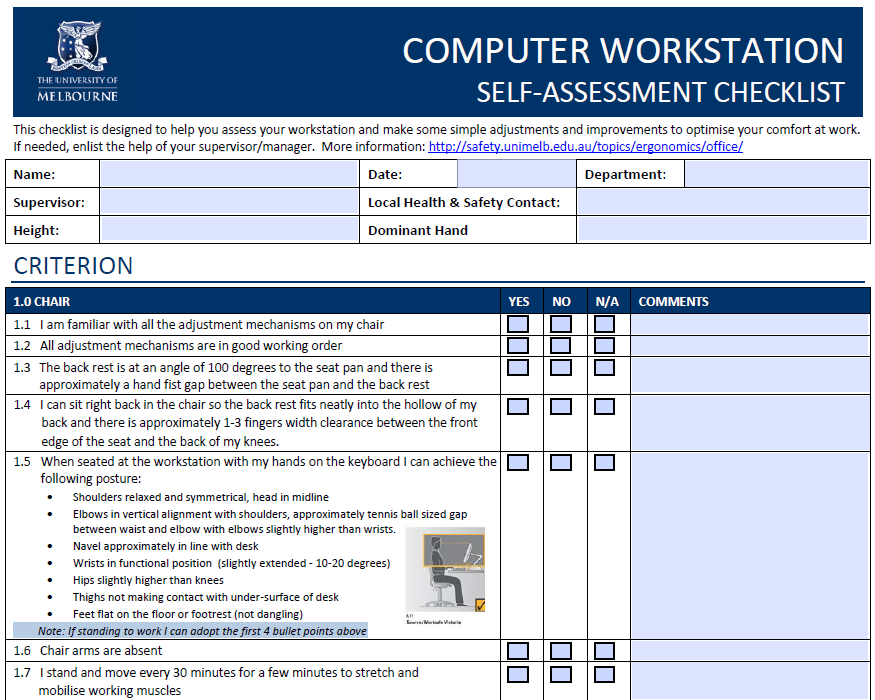 THE UNIVERSITY OF
MELBOURNE
COMPUTER WORKSTATION
SELF-ASSESSMENT CHECKLIST
This checklist is designed to help you assess your workstation and make some simple adjustments and improvements to optimise your comfort at work.
If needed, enlist the help of your supervisor/manager. More information: http://safety.unimelb.edu.au/topics/ergonomics/office/
Name: Date: Department:
Supervisor: Local Health & Safety Contact:
Height: Dominant Hand
CRITERION
1.0 CHAIR YES NO N/A COMMENTS
1.1 I am familiar with all the adjustment mechanisms on my chair
1.2 All adjustment mechanisms are in good working order
1.3 The back rest is at an angle of 100 degrees to the seat pan and there is
approximately a hand fist gap between the seat pan and the back rest
1.4 I can sit right back in the chair so the back rest fits neatly into the hollow of my
back and there is approximately 1-3 fingers width clearance between the front
edge of the seat and the back of my knees.
1.5 When seated at the workstation with my hands on the keyboard I can achieve the
following posture:
• Shoulders relaxed and symmetrical, head in midline
• Elbows in vertical alignment with shoulders, approximately tennis ball sized gap
between waist and elbow with elbows slightly higher than wrists.
• Navel approximately in line with desk
• Wrists in functional position (slightly extended - 10-20 degrees)
• Hips slightly higher than knees
• Thighs not making contact with under-surface of desk
• Feet flat on the floor or footrest (not dangling)
Source:Worksafe Victoria
Note: If standing to work I can adopt the first 4 bullet points above
1.6 Chair arms are absent
1.7 I stand and move every 30 minutes for a few minutes to stretch and
mobilise working muscles